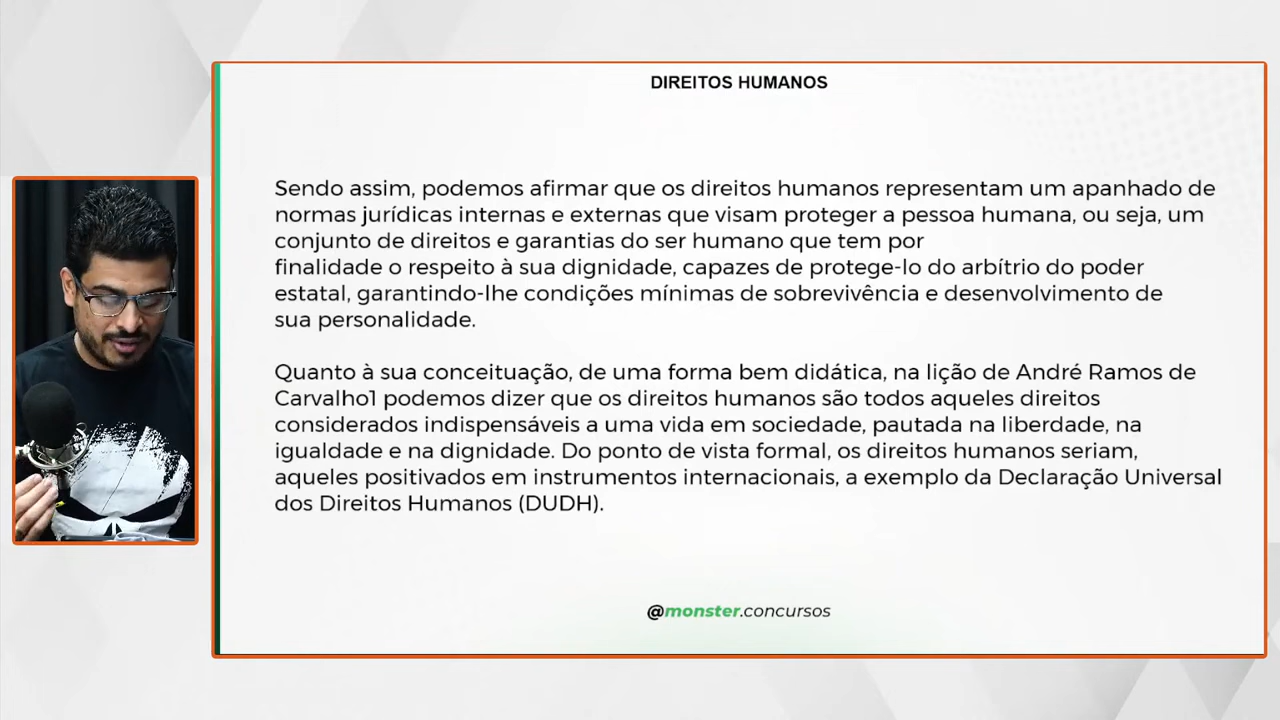 DIREITOS HUMANOS
Sendo assim, podemos afirmar que os direitos humanos representam um apanhado de
normas jurídicas internas e externas que visam proteger a pessoa humana, ou seja, um
conjunto de direitos e garantias do ser humano que tem por
finalidade o respeito à sua dignidade, capazes de protege-lo do arbítrio do poder
estatal, garantindo-lhe condições mínimas de sobrevivência e desenvolvimento de
sua personalidade.
Quanto à sua conceituação, de uma forma bem didática, na lição de André Ramos de
Carvalho1 podemos dizer que os direitos humanos são todos aqueles direitos
considerados indispensáveis a uma vida em sociedade, pautada na liberdade, na
igualdade e na dignidade. Do ponto de vista formal, os direitos humanos seriam,
aqueles positivados em instrumentos internacionais, a exemplo da Declaração Universal
dos Direitos Humanos (DUDH).
@monster.concursos